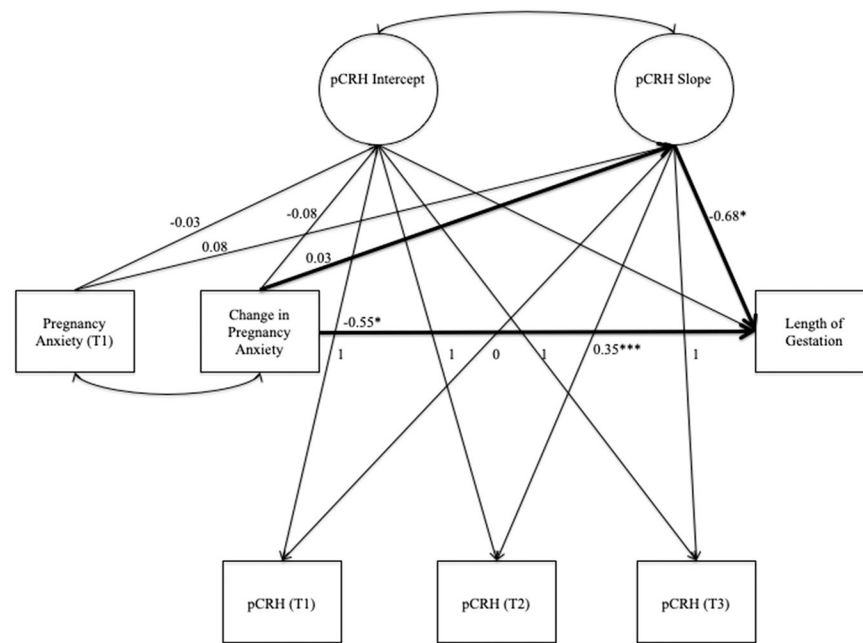 pCRH Intercept
pCRH Slope
-0.03
-0.08
-0.68*
0.08
0.03
Pregnancy
Anxiety (T1)
Change in
Pregnancy
Anxiety
-0.55*
Length of
Gestation
1
1
0
1
0.35***
1
pCRH (T1)
pCRH (T2)
pCRH (T3)